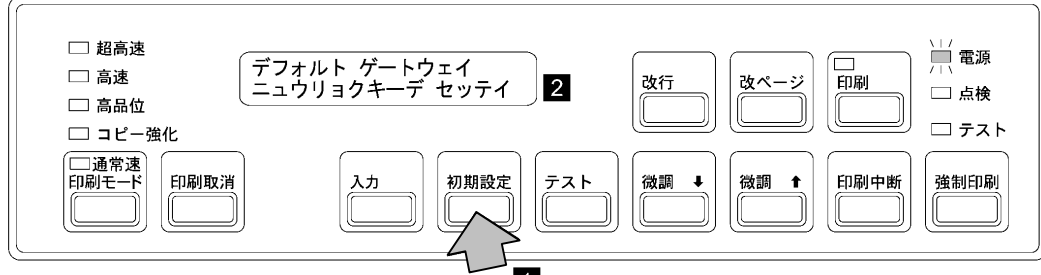 超高速
高速
高品位
コピー強化
通常速
印刷モード
印刷取消
デフォルト ゲートウェイ
ニュウリョクキーデ セッテイ
2
改行
改ページ
印刷
電源
点検
テスト
入力
初期設定
テスト
微調 ⬇
微調 ⬆
印刷中断
強制印刷